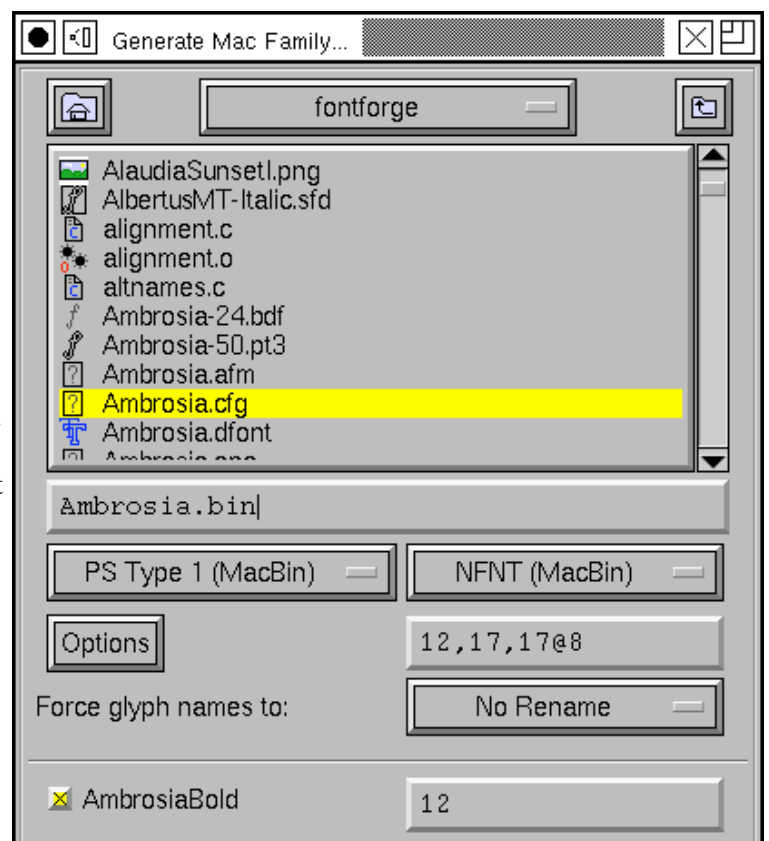 Generate Mac Family...
fontforge
AlaudiaSunsetI.png
AlbertusMT-Italic.sfd
alignment.c
alignment.o
altnames.c
Ambrosia-24.bdf
Ambrosia-50.pt3
Ambrosia.afm
Ambrosia.cfg
Ambrosia.dfont
Ambrosia.bin
PS Type 1 (MacBin) NFNT (MacBin)
Options 12,17,17@8
Force glyph names to: No Rename
AmbrosiaBold 12